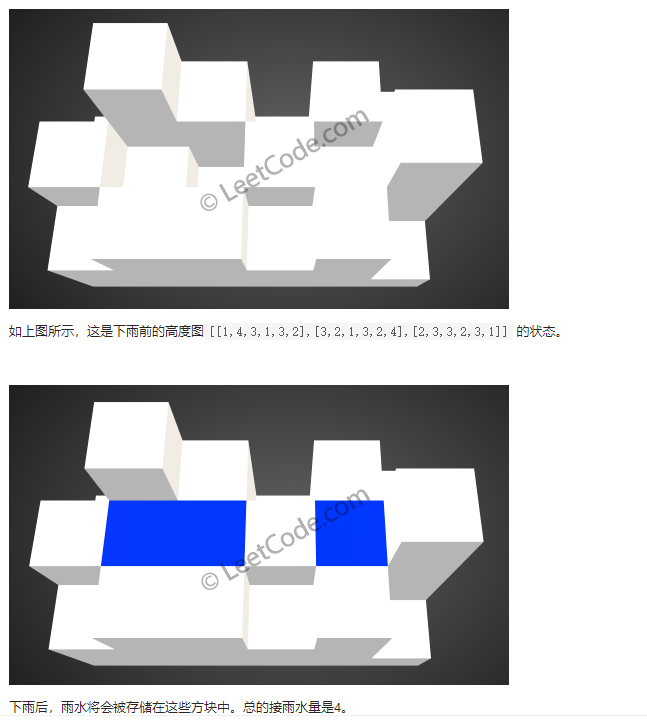 © LeetCode.com
如上图所示，这是下雨前的高度图 [[1,4,3,1,3,2],[3,2,1,3,2,4],[2,3,3,2,3,1]] 的状态。
© LeetCode.com
下雨后，雨水将会被存储在这些方块中。总的接雨水量是4。